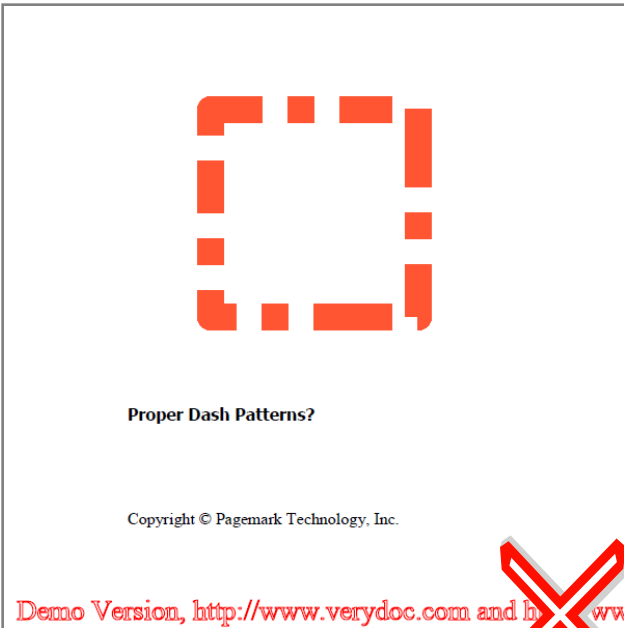 Proper Dash Patterns?
Copyright © Pagemark Technology, Inc.
Demo Version, http://www.verydoc.com and